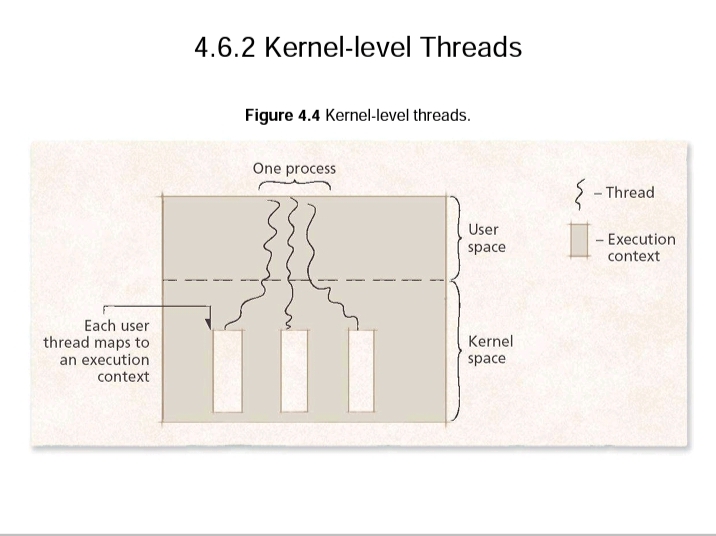 4.6.2 Kernel-level Threads
Figure 4.4 Kernel-level threads.
One process
– Thread
User
space
– Execution
context
Each user
thread maps to
an execution
context
Kernel
space